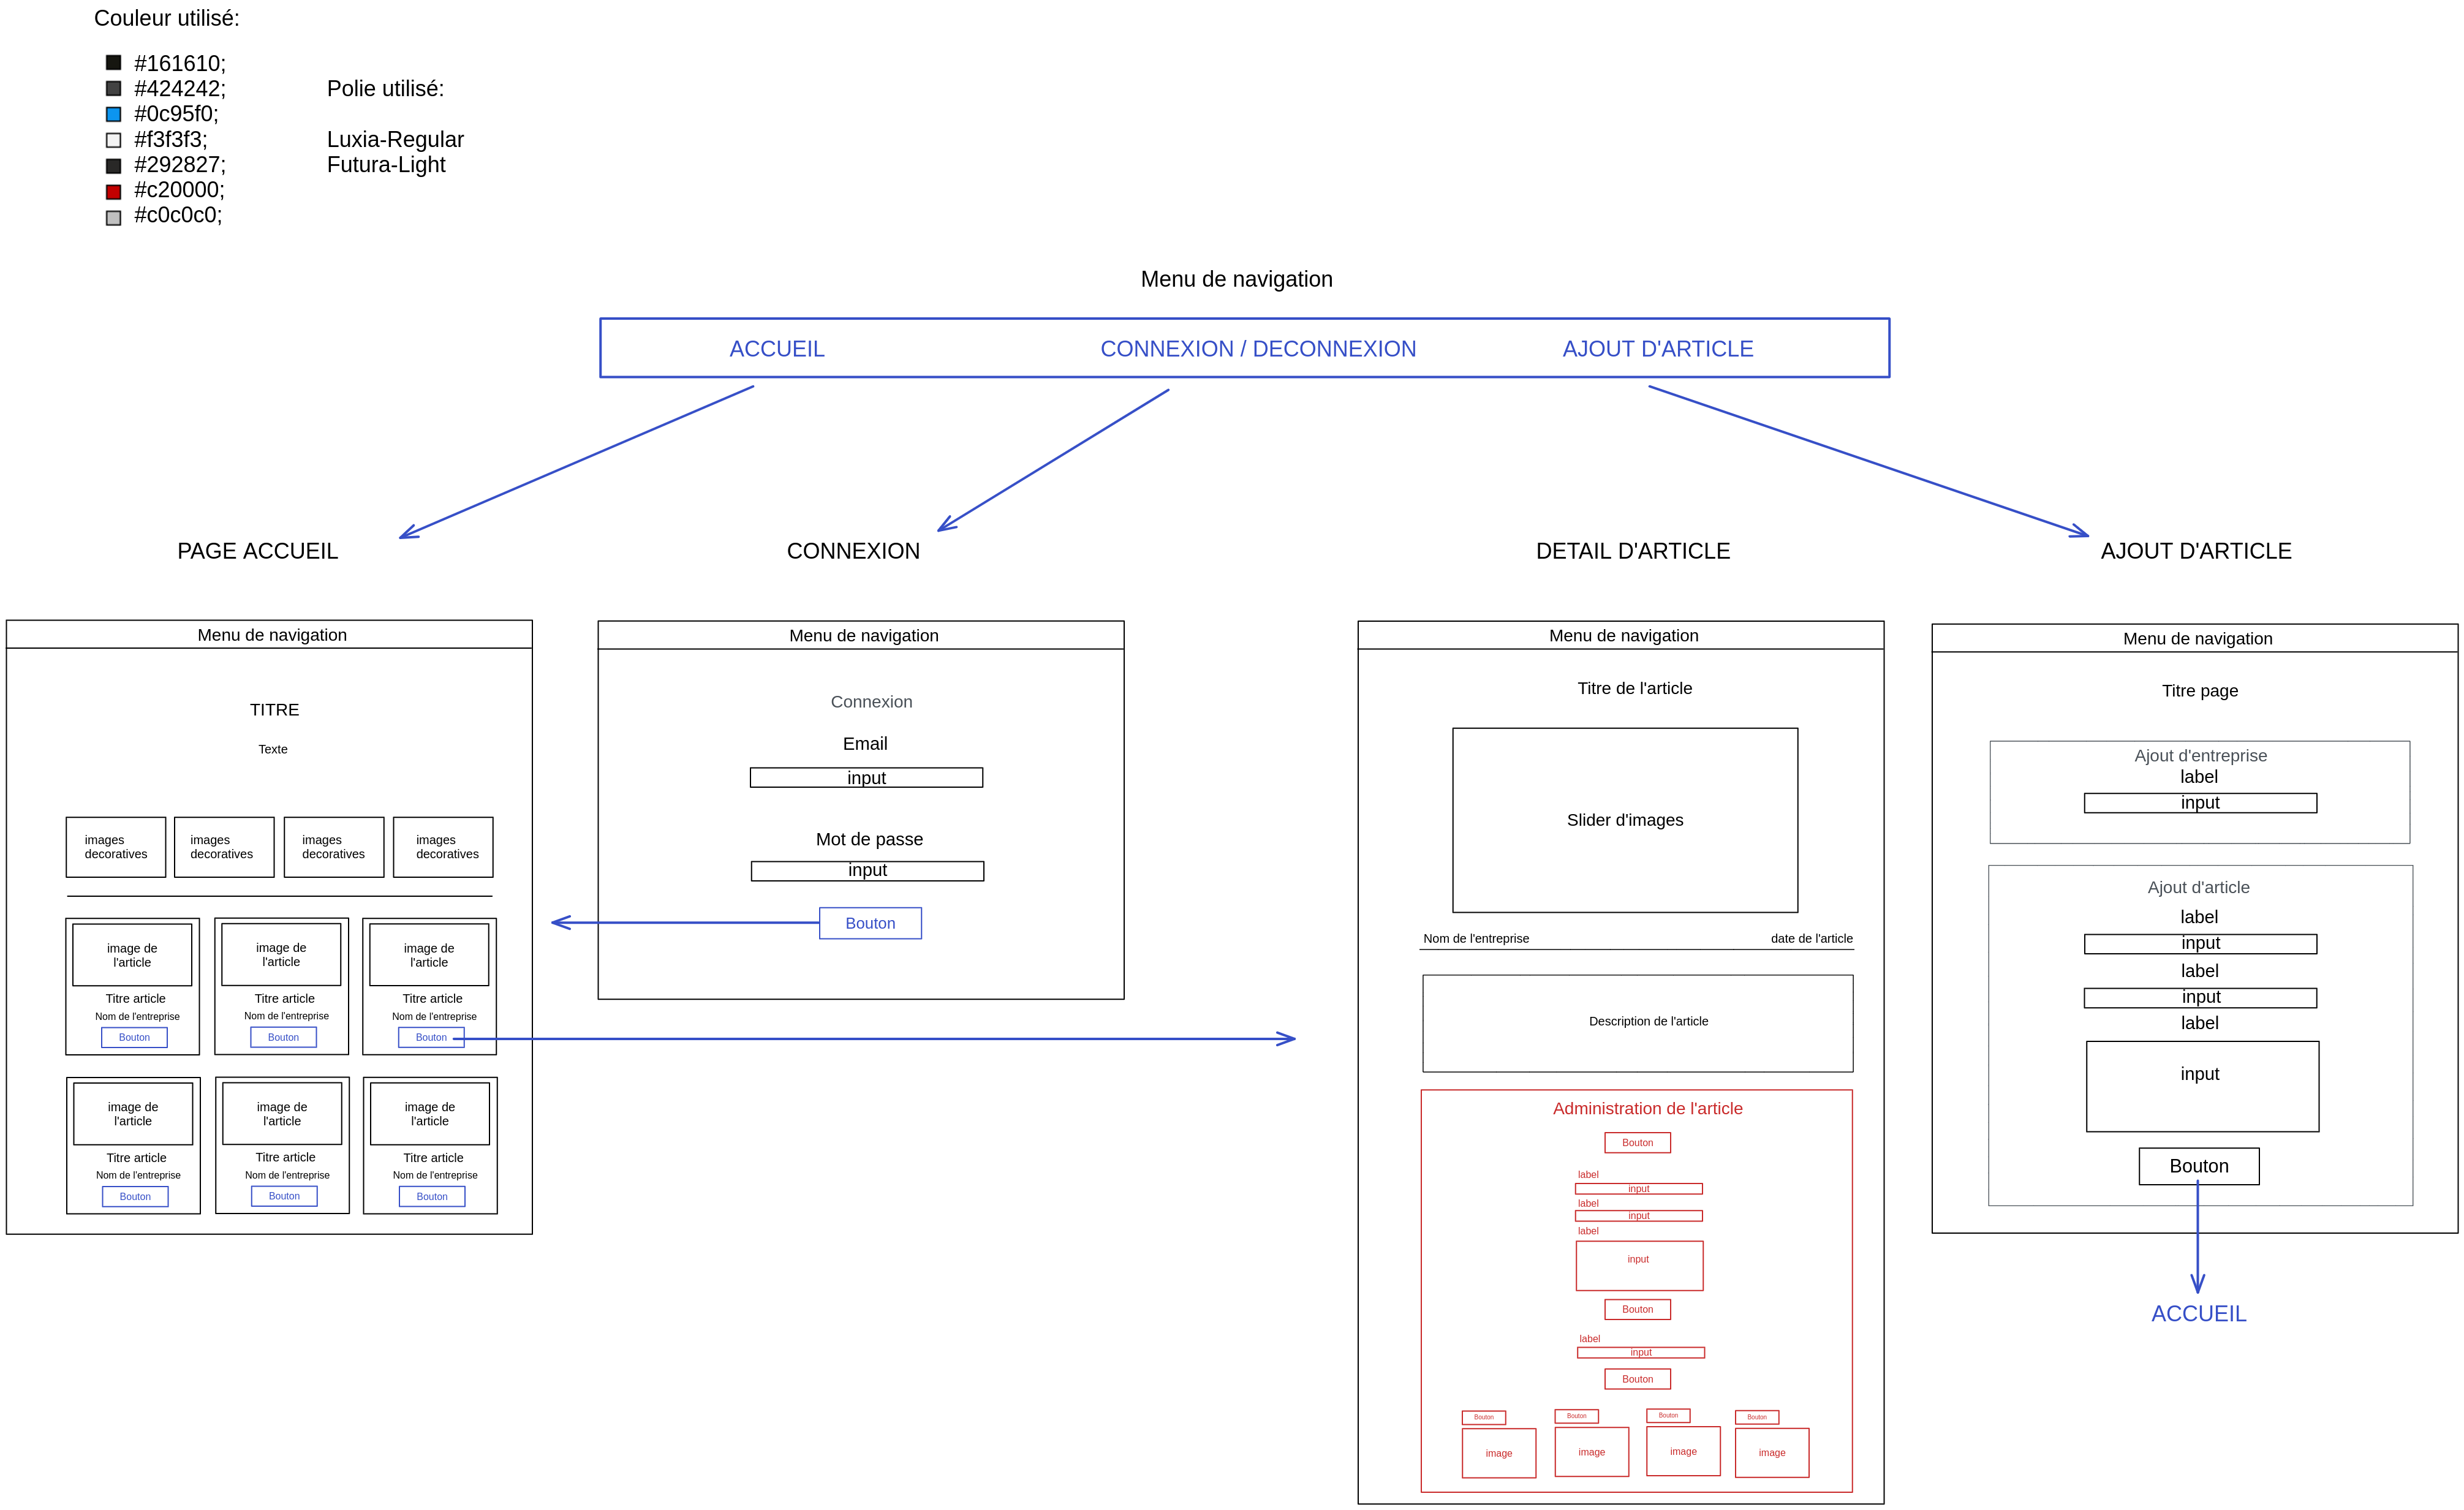 Couleur utilisé:
#161610;
#424242;
#0c95f0;
#f3f3f3;
#292827;
#c20000;
#c0c0c0;
Polie utilisé:
Luxia-Regular
Futura-Light
Menu de navigation
ACCUEIL
CONNEXION / DECONNEXION
AJOUT D'ARTICLE
PAGE ACCUEIL
Menu de navigation
TITRE
Texte
images
decoratives
images
decoratives
images
decoratives
images
decoratives
image de
l'article
Titre article
Nom de l'entreprise
Bouton
image de
l'article
Titre article
Nom de l'entreprise
Bouton
image de
l'article
Titre article
Nom de l'entreprise
Bouton
image de
l'article
Titre article
Nom de l'entreprise
Bouton
image de
l'article
Titre article
Nom de l'entreprise
Bouton
image de
l'article
Titre article
Nom de l'entreprise
Bouton
CONNEXION
Menu de navigation
Connexion
Email
input
Mot de passe
input
Bouton
DETAIL D'ARTICLE
Menu de navigation
Titre de l'article
Slider d'images
Nom de l'entreprise
date de l'article
Description de l'article
Administration de l'article
Bouton
label
input
label
input
label
input
Bouton
label
input
Bouton
Bouton
image
Bouton
image
Bouton
image
Bouton
image
AJOUT D'ARTICLE
Menu de navigation
Titre page
Ajout d'entreprise
label
input
Ajout d'article
label
input
label
input
label
input
Bouton
ACCUEIL